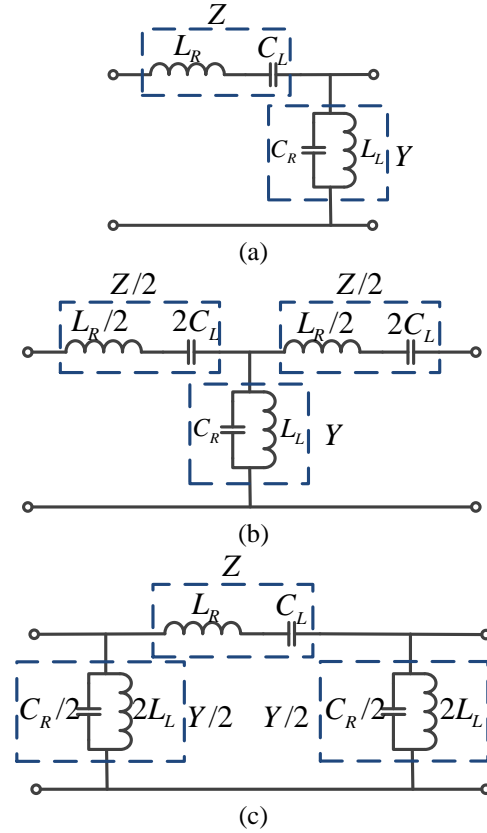 Z
L_R C_L
C_R L_L Y
(a)
Z/2 Z/2
L_R/2 2C_L L_R/2 2C_L
C_R L_L Y
(b)
Z
L_R C_L
C_R/2 2L_L Y/2 Y/2 C_R/2 2L_L
(c)